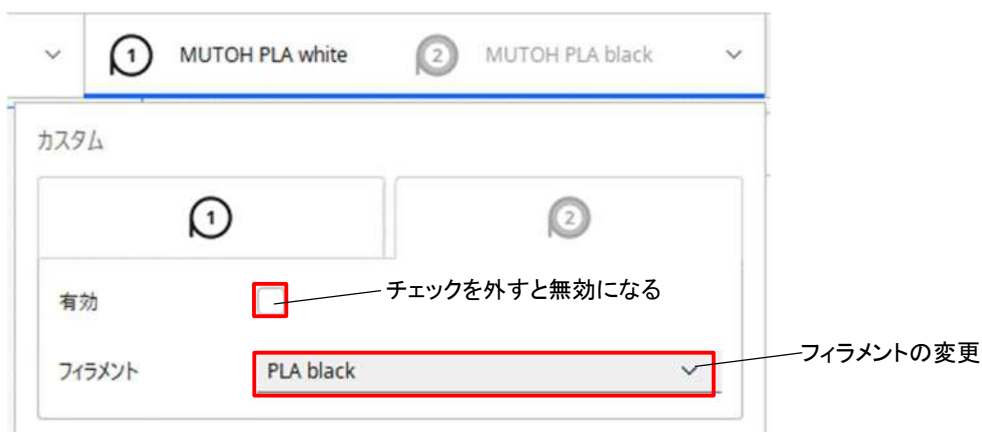 1 MUTOH PLA white 2 MUTOH PLA black
カスタム
1 2
有効 チェックを外すと無効になる
フィラメント PLA black フィラメントの変更